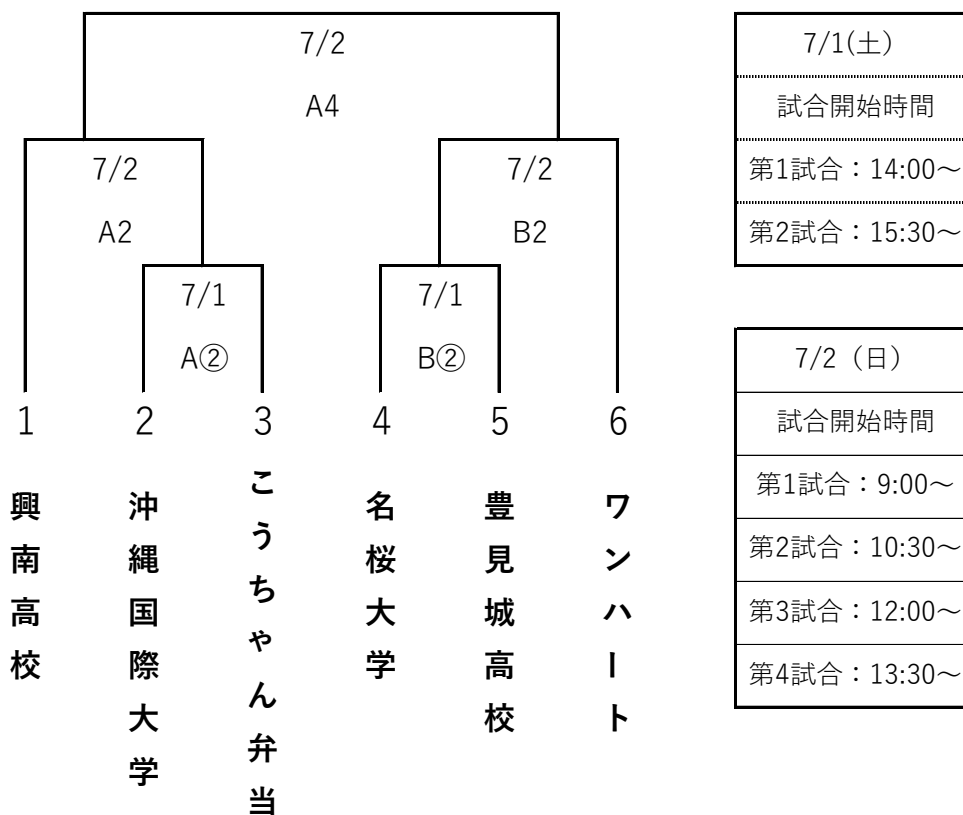 7/2
A4
7/2
A2
7/2
B2
7/1
A②
7/1
B②
1
2
3
4
5
6
興南高校
沖縄国際大学
こうちゃん弁当
名桜大学
豊見城高校
ワンハート
7/1(土)
試合開始時間
第1試合：14:00～
第2試合：15:30～
7/2（日）
試合開始時間
第1試合：9:00～
第2試合：10:30～
第3試合：12:00～
第4試合：13:30～